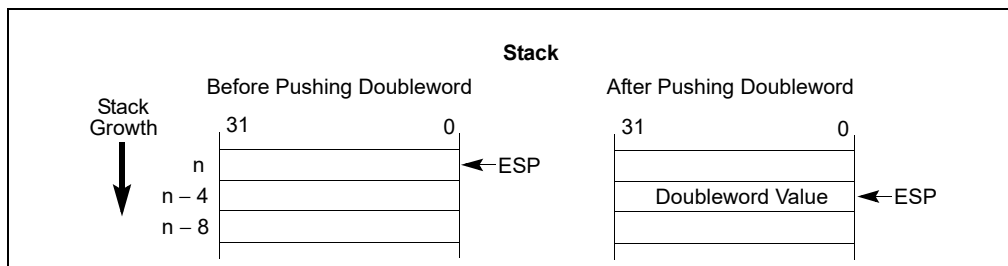 Stack
Before Pushing Doubleword
After Pushing Doubleword
Stack
Growth
31
0
31
0
n
ESP
n – 4
Doubleword Value
ESP
n – 8